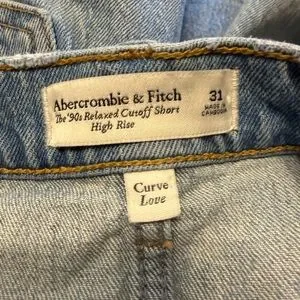 Abercrombie & Fitch
The '90s Relaxed Cutoff Short
High Rise
31
MADE IN
CAMBODIA
Curve
Love